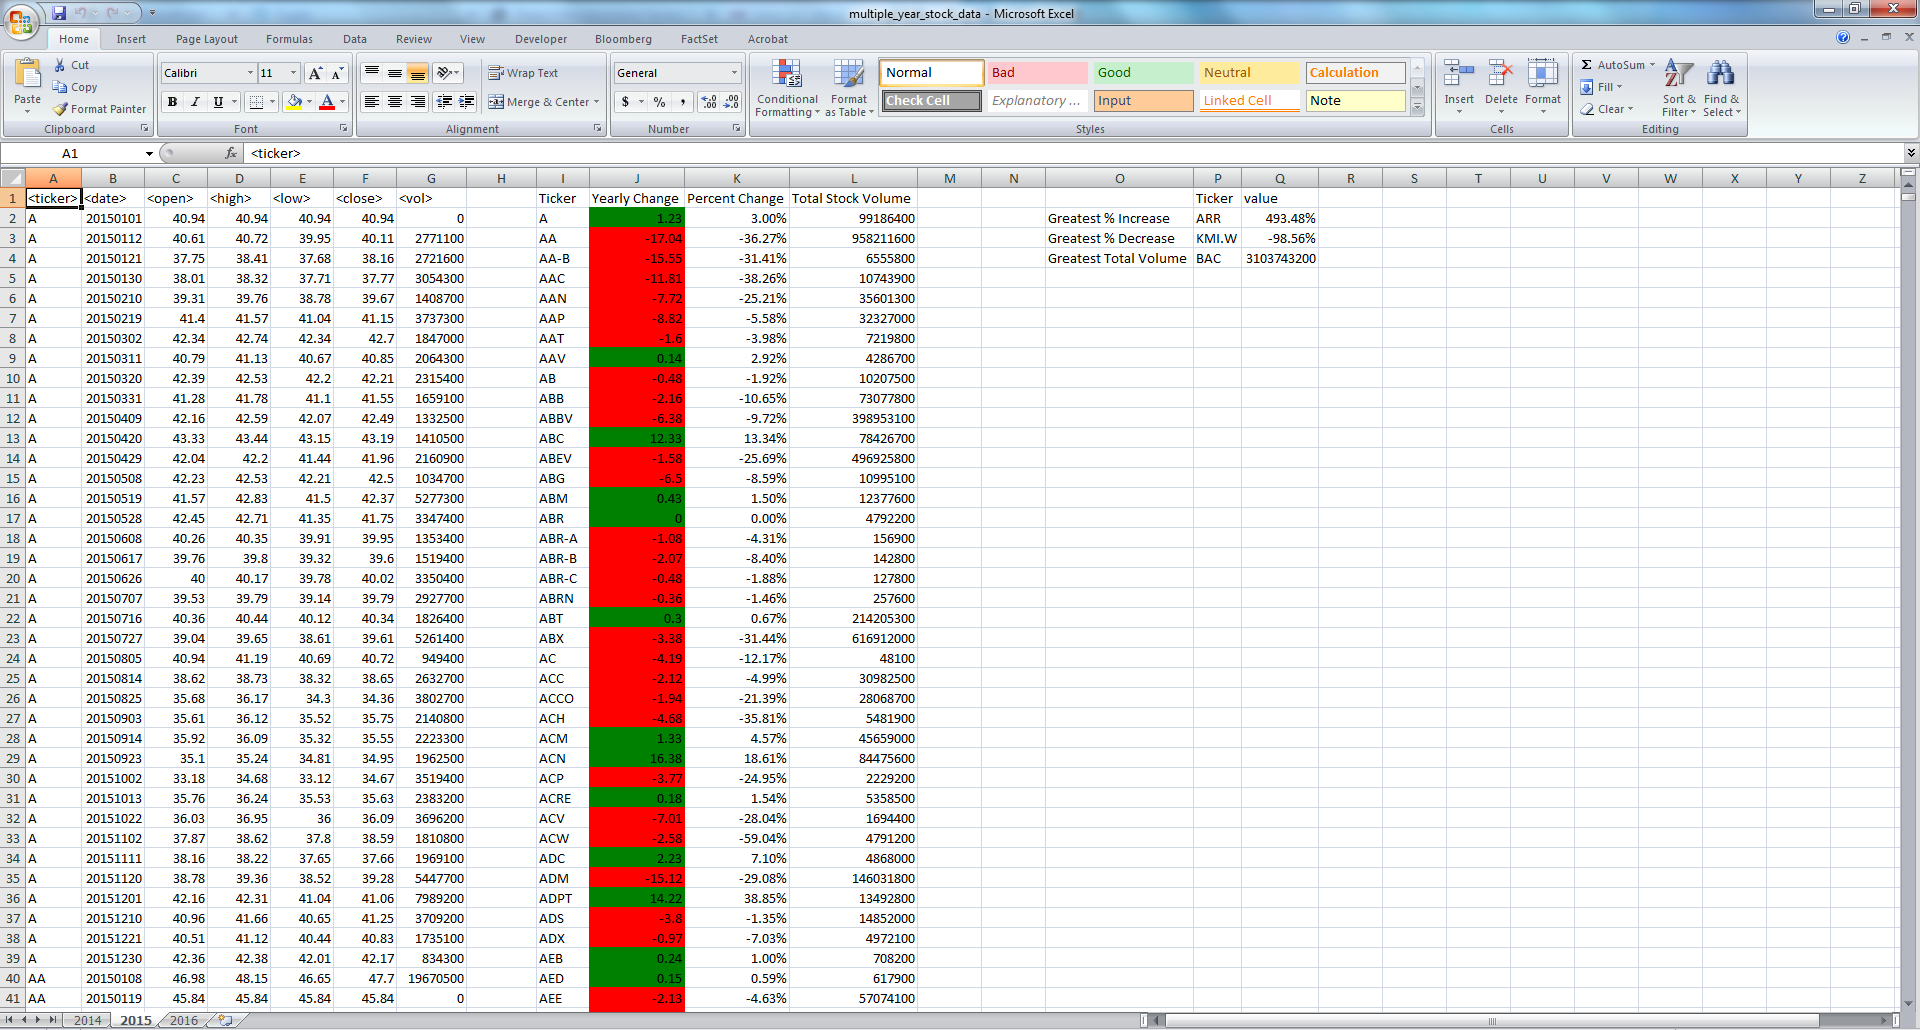 multiple_year_stock_data - Microsoft Excel
Home Insert Page Layout Formulas Data Review View Developer Bloomberg FactSet Acrobat
Paste Cut Copy Format Painter Clipboard
Calibri 11 A A B I U A Font
Wrap Text Merge & Center Alignment
General $ % , Number
Conditional Formatting Format as Table
Normal Bad Good Neutral Calculation
Check Cell Explanatory ... Input Linked Cell Note
Styles
Insert Delete Format Cells
Σ AutoSum Fill Clear Sort & Filter Find & Select Editing
A1 fx <ticker>
A B C D E F G H I J K L M N O P Q R S T U V W X Y Z
1 <ticker> <date> <open> <high> <low> <close> <vol> Ticker Yearly Change Percent Change Total Stock Volume Ticker value
2 A 20150101 40.94 40.94 40.94 40.94 0 A 1.23 3.00% 99186400 Greatest % Increase ARR 493.48%
3 A 20150112 40.61 40.72 39.95 40.11 2771100 AA -17.04 -36.27% 958211600 Greatest % Decrease KMI.W -98.56%
4 A 20150121 37.75 38.41 37.68 38.16 2721600 AA-B -15.55 -31.41% 6555800 Greatest Total Volume BAC 3103743200
5 A 20150130 38.01 38.32 37.71 37.77 3054300 AAC -11.81 -38.26% 10743900
6 A 20150210 39.31 39.76 38.78 39.67 1408700 AAN -7.72 -25.21% 35601300
7 A 20150219 41.4 41.57 41.04 41.15 3737300 AAP -8.82 -5.58% 32327000
8 A 20150302 42.34 42.74 42.34 42.7 1847000 AAT -1.6 -3.98% 7219800
9 A 20150311 40.79 41.13 40.67 40.85 2064300 AAV 0.14 2.92% 4286700
10 A 20150320 42.39 42.53 42.2 42.21 2315400 AB -0.48 -1.92% 10207500
11 A 20150331 41.28 41.78 41.1 41.55 1659100 ABB -2.16 -10.65% 73077800
12 A 20150409 42.16 42.59 42.07 42.49 1332500 ABBV -6.38 -9.72% 398953100
13 A 20150420 43.33 43.44 43.15 43.19 1410500 ABC 12.33 13.34% 78426700
14 A 20150429 42.04 42.2 41.44 41.96 2160900 ABEV -1.58 -25.69% 496925800
15 A 20150508 42.23 42.53 42.21 42.5 1034700 ABG -6.5 -8.59% 10995100
16 A 20150519 41.57 42.83 41.5 42.37 5277300 ABM 0.43 1.50% 12377600
17 A 20150528 42.45 42.71 41.35 41.75 3347400 ABR 0 0.00% 4792200
18 A 20150608 40.26 40.35 39.91 39.95 1353400 ABR-A -1.08 -4.31% 156900
19 A 20150617 39.76 39.8 39.32 39.6 1519400 ABR-B -2.07 -8.40% 142800
20 A 20150626 40 40.17 39.78 40.02 3350400 ABR-C -0.48 -1.88% 127800
21 A 20150707 39.53 39.79 39.14 39.79 2927700 ABRN -0.36 -1.46% 257600
22 A 20150716 40.36 40.44 40.12 40.34 1826400 ABT 0.3 0.67% 214205300
23 A 20150727 39.04 39.65 38.61 39.61 5261400 ABX -3.38 -31.44% 616912000
24 A 20150805 40.94 41.19 40.69 40.72 949400 AC -4.19 -12.17% 48100
25 A 20150814 38.62 38.73 38.32 38.65 2632700 ACC -2.12 -4.99% 30982500
26 A 20150825 35.68 36.17 34.3 34.36 3802700 ACCO -1.94 -21.39% 28068700
27 A 20150903 35.61 36.12 35.52 35.75 2140800 ACH -4.68 -35.81% 5481900
28 A 20150914 35.92 36.09 35.32 35.55 2223300 ACM 1.33 4.57% 45659000
29 A 20150923 35.1 35.24 34.81 34.95 1962500 ACN 16.38 18.61% 84475600
30 A 20151002 33.18 34.68 33.12 34.67 3519400 ACP -3.77 -24.95% 2229200
31 A 20151013 35.76 36.24 35.53 35.63 2383200 ACRE 0.18 1.54% 5358500
32 A 20151022 36.03 36.95 36 36.09 3696200 ACV -7.01 -28.04% 1694400
33 A 20151102 37.87 38.62 37.8 38.59 1810800 ACW -2.58 -59.04% 4791200
34 A 20151111 38.16 38.22 37.65 37.66 1969100 ADC 2.23 7.10% 4868000
35 A 20151120 38.78 39.36 38.52 39.28 5447700 ADM -15.12 -29.08% 146031800
36 A 20151201 42.16 42.31 41.04 41.06 7989200 ADPT 14.22 38.85% 13492800
37 A 20151210 40.96 41.66 40.65 41.25 3709200 ADS -3.8 -1.35% 14852000
38 A 20151221 40.51 41.12 40.44 40.83 1735100 ADX -0.97 -7.03% 4972100
39 A 20151230 42.36 42.38 42.01 42.17 834300 AEB 0.24 1.00% 708200
40 AA 20150108 46.98 48.15 46.65 47.7 19670500 AED 0.15 0.59% 617900
41 AA 20150119 45.84 45.84 45.84 45.84 0 AEE -2.13 -4.63% 57074100
2014 2015 2016